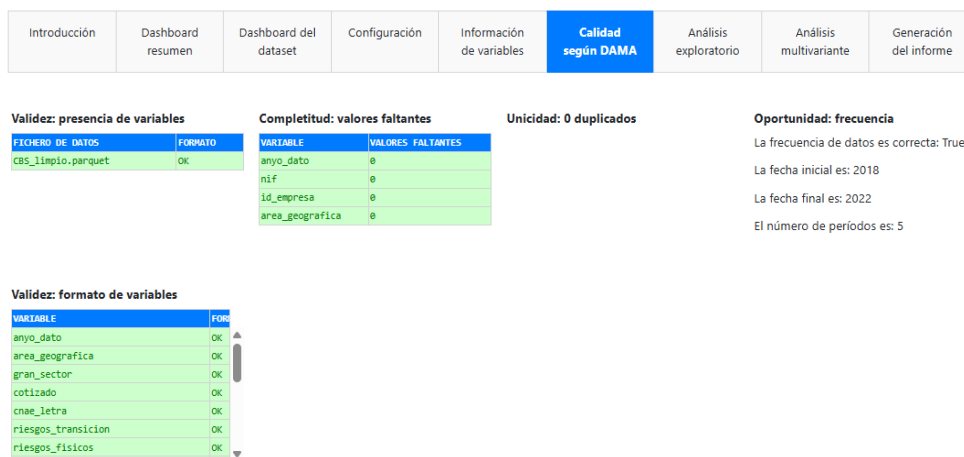 Introducción
Dashboard
resumen
Dashboard del
dataset
Configuración
Información
de variables
Calidad
según DAMA
Análisis
exploratorio
Análisis
multivariante
Generación
del informe
Validez: presencia de variables
FICHERO DE DATOS FORMATO
CBS_limpio.parquet OK
Completitud: valores faltantes
VARIABLE VALORES FALTANTES
anyo_dato 0
nif 0
id_empresa 0
area_geografica 0
Unicidad: 0 duplicados
Oportunidad: frecuencia
La frecuencia de datos es correcta: True
La fecha inicial es: 2018
La fecha final es: 2022
El número de períodos es: 5
Validez: formato de variables
VARIABLE FOR
anyo_dato OK
area_geografica OK
gran_sector OK
cotizado OK
cnae_letra OK
riesgos_transicion OK
riesgos_fisicos OK